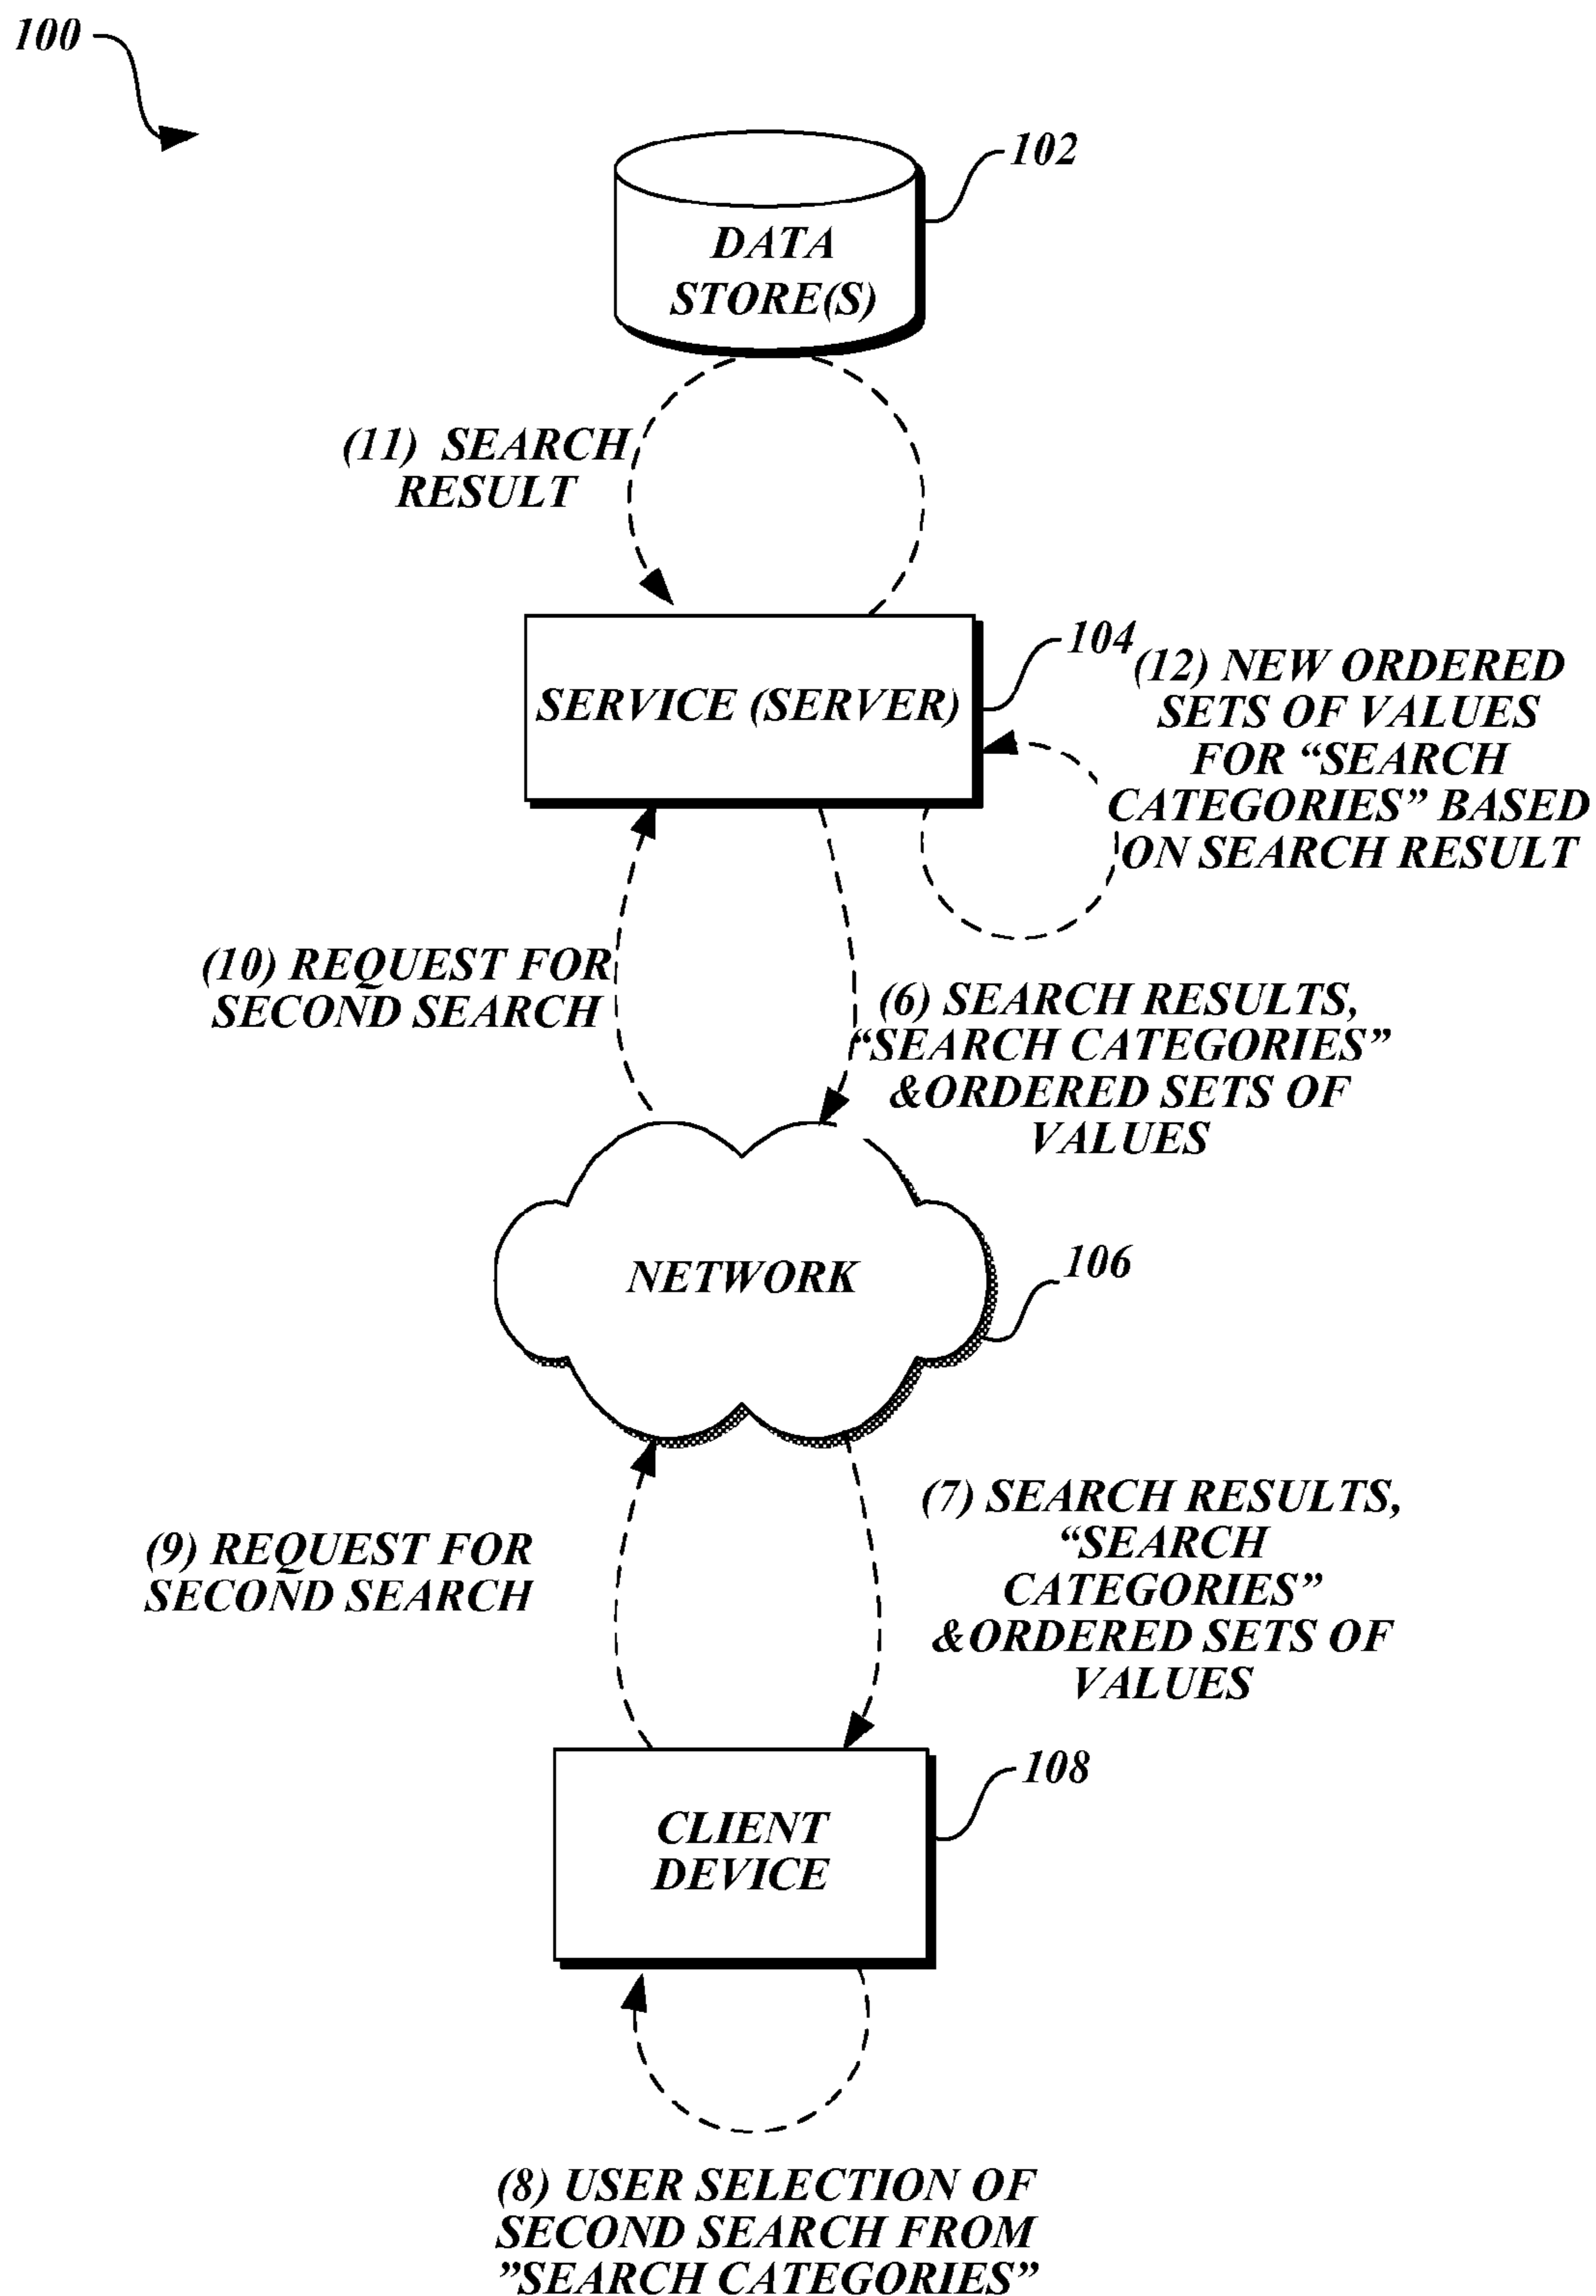 100
102
DATA
STORE(S)
(11) SEARCH
RESULT
104
SERVICE (SERVER)
(12) NEW ORDERED
SETS OF VALUES
FOR “SEARCH
CATEGORIES” BASED
ON SEARCH RESULT
(10) REQUEST FOR
SECOND SEARCH
(6) SEARCH RESULTS,
“SEARCH CATEGORIES”
&ORDERED SETS OF
VALUES
NETWORK
106
(9) REQUEST FOR
SECOND SEARCH
(7) SEARCH RESULTS,
“SEARCH
CATEGORIES”
&ORDERED SETS OF
VALUES
108
CLIENT
DEVICE
(8) USER SELECTION OF
SECOND SEARCH FROM
”SEARCH CATEGORIES”